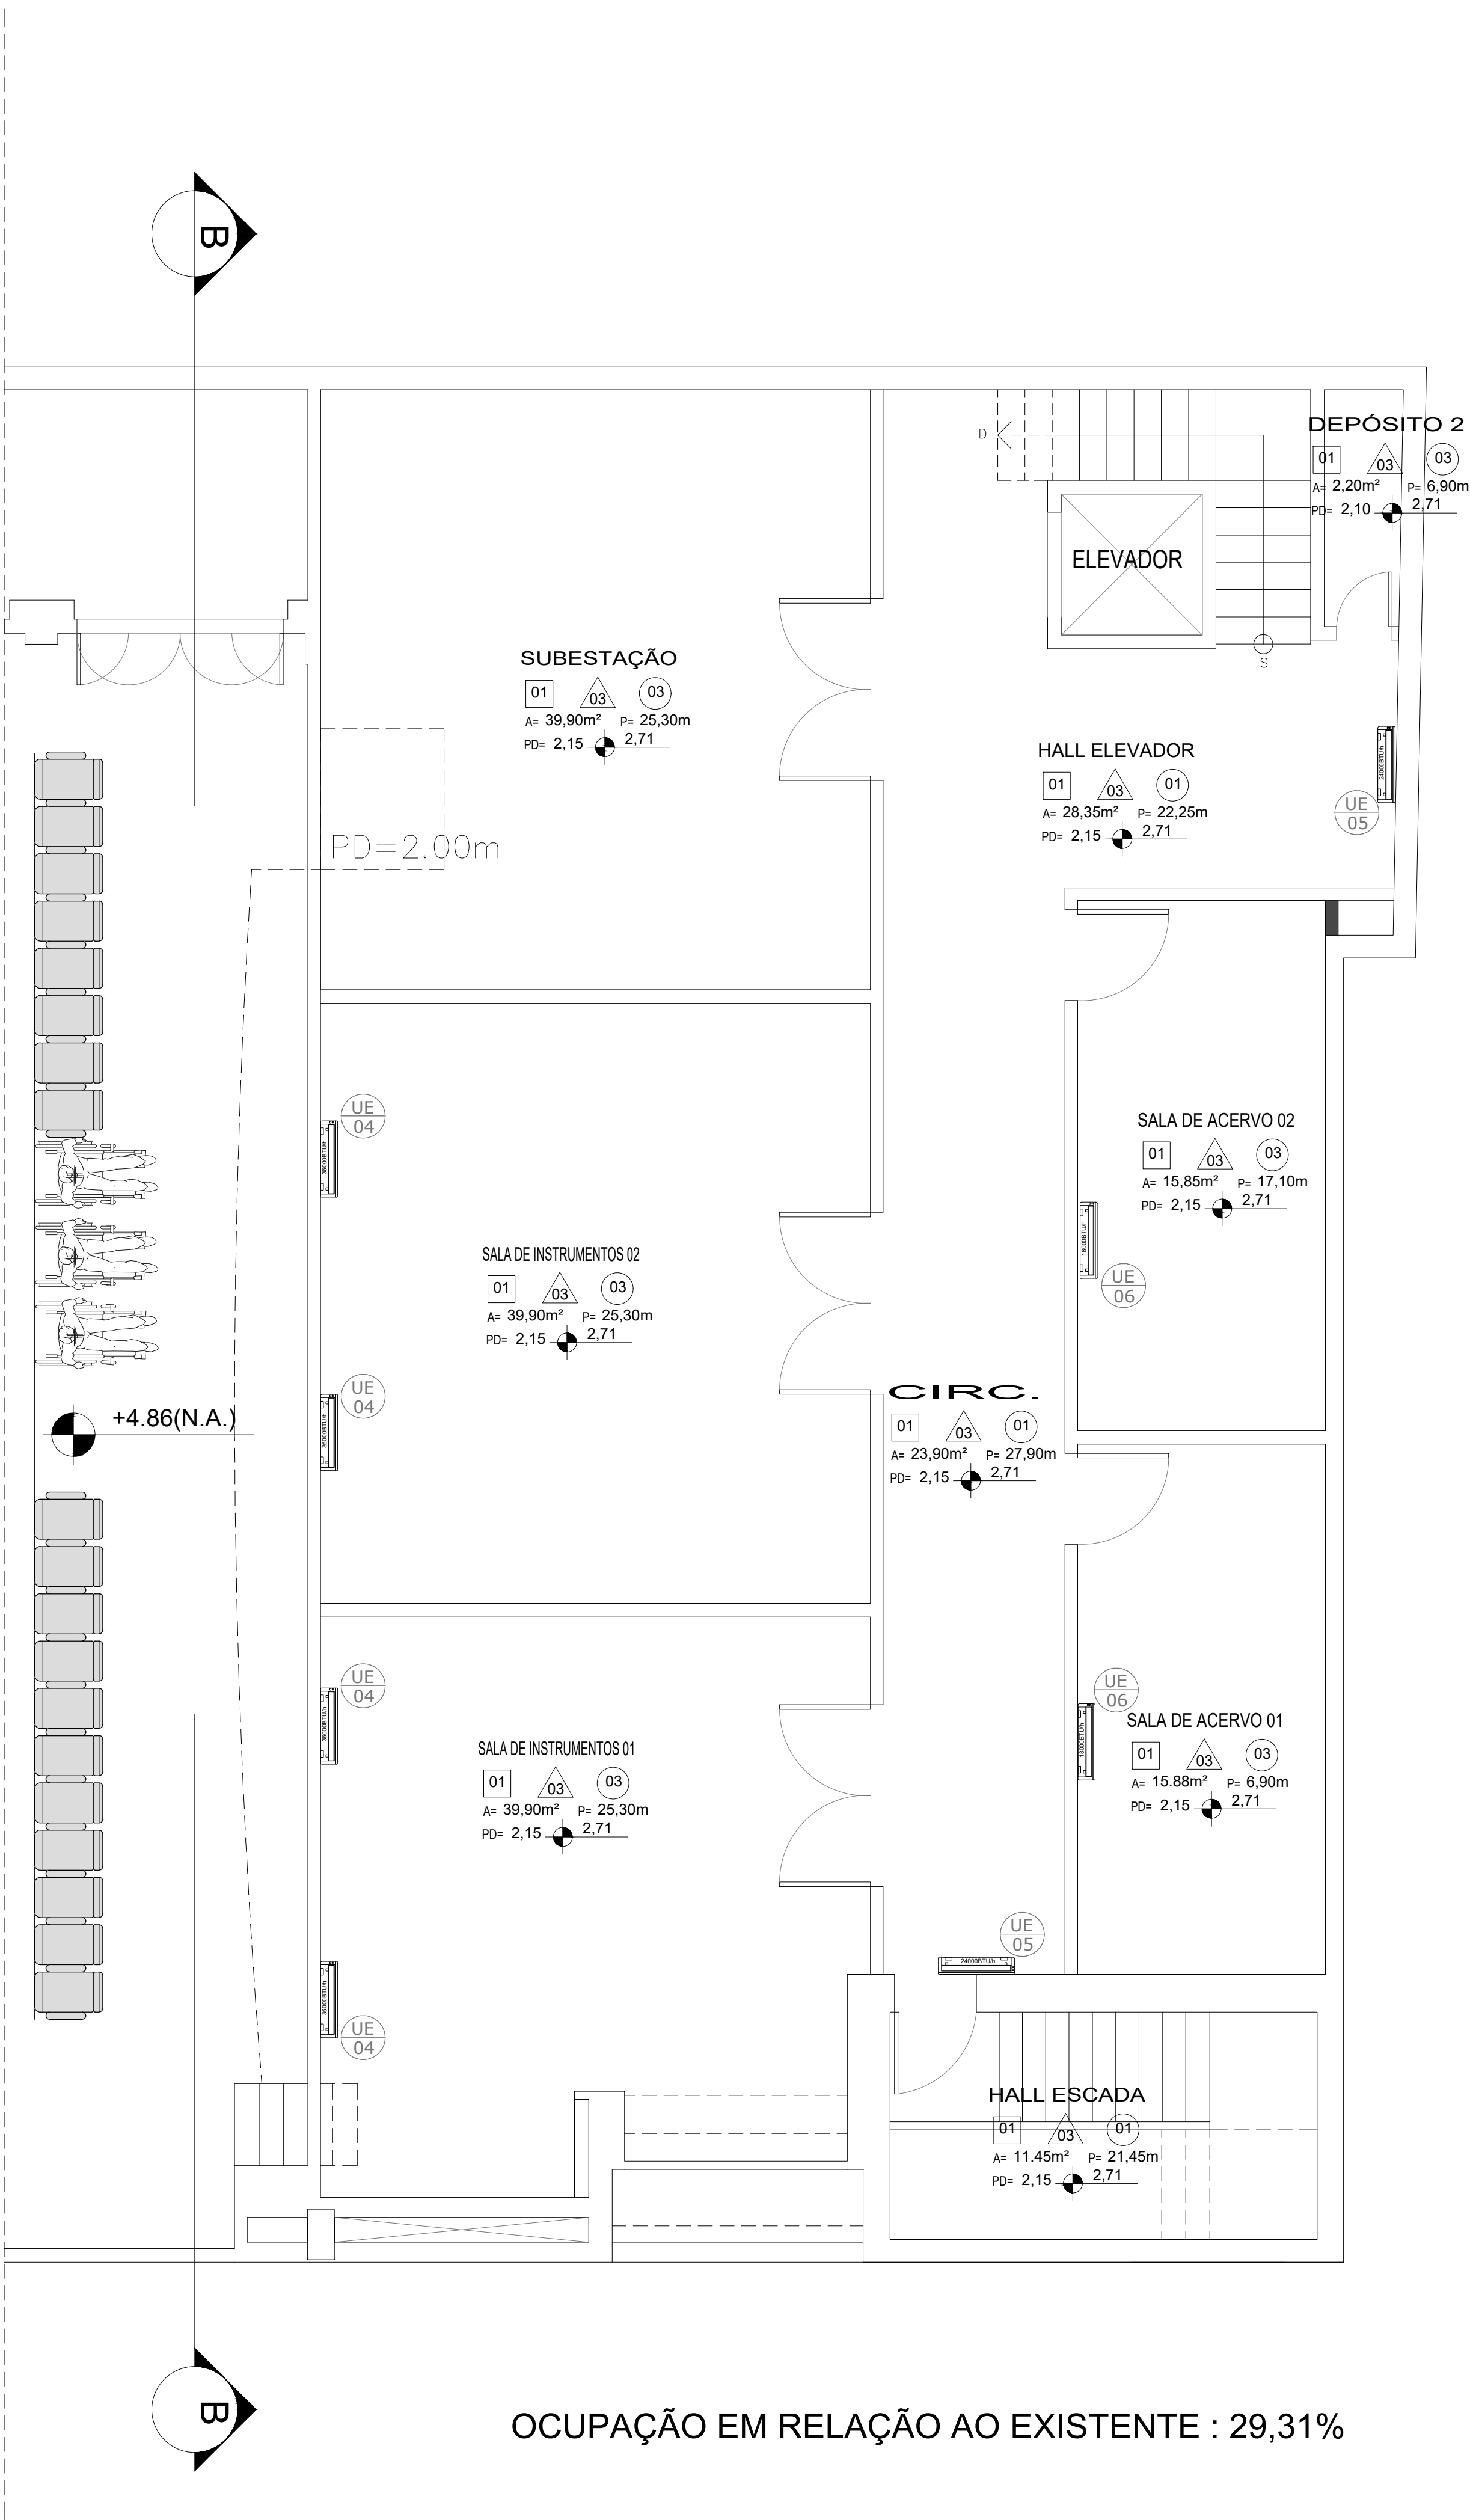 B
D
DEPÓSITO 2
01 03 03
A= 2,20m² P= 6,90m
PD= 2,10 2,71
ELEVADOR
S
SUBESTAÇÃO
01 03 03
A= 39,90m² P= 25,30m
PD= 2,15 2,71
HALL ELEVADOR
01 03 01
A= 28,35m² P= 22,25m
PD= 2,15 2,71
24000BTU/h
UE
05
PD=2.00m
UE
04
36000BTU/h
SALA DE ACERVO 02
01 03 03
A= 15,85m² P= 17,10m
PD= 2,15 2,71
18000BTU/h
UE
06
SALA DE INSTRUMENTOS 02
01 03 03
A= 39,90m² P= 25,30m
PD= 2,15 2,71
UE
04
36000BTU/h
+4.86(N.A.)
CIRC.
01 03 01
A= 23,90m² P= 27,90m
PD= 2,15 2,71
UE
04
36000BTU/h
UE
06
18000BTU/h
SALA DE ACERVO 01
01 03 03
A= 15.88m² P= 6,90m
PD= 2,15 2,71
SALA DE INSTRUMENTOS 01
01 03 03
A= 39,90m² P= 25,30m
PD= 2,15 2,71
UE
05
24000BTU/h
36000BTU/h
UE
04
HALL ESCADA
01 03 01
A= 11.45m² P= 21,45m
PD= 2,15 2,71
B
OCUPAÇÃO EM RELAÇÃO AO EXISTENTE : 29,31%